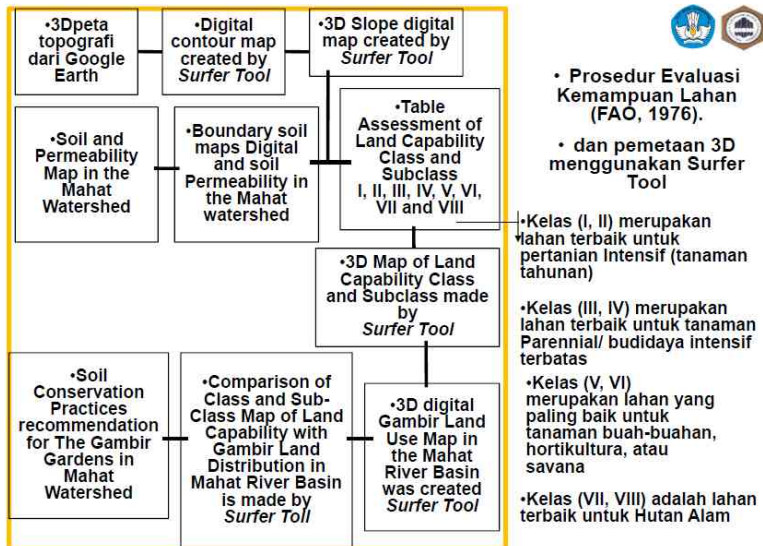 •3Dpeta
topografi
dari Google
Earth
•Digital
contour map
created by
Surfer Tool
•3D Slope digital
map created by
Surfer Tool
•Soil and
Permeability
Map in the
Mahat
Watershed
•Boundary soil
maps Digital
and soil
Permeability in
the Mahat
watershed
•Table
Assessment of
Land Capability
Class and
Subclass
I, II, III, IV, V, VI,
VII and VIII
•3D Map of Land
Capability Class
and Subclass made
by
Surfer Tool
•Soil
Conservation
Practices
recommendation
for The Gambir
Gardens in
Mahat
Watershed
•Comparison of
Class and Sub-
Class Map of Land
Capability with
Gambir Land
Distribution in
Mahat River Basin
is made by
Surfer Toll
•3D digital
Gambir Land
Use Map in
the Mahat
River Basin
was created
Surfer Tool
• Prosedur Evaluasi
Kemampuan Lahan
(FAO, 1976).
• dan pemetaan 3D
menggunakan Surfer
Tool
•Kelas (I, II) merupakan
lahan terbaik untuk
pertanian Intensif (tanaman
tahunan)
•Kelas (III, IV) merupakan
lahan terbaik untuk tanaman
Parennial/ budidaya intensif
terbatas
•Kelas (V, VI)
merupakan lahan yang
paling baik untuk
tanaman buah-buahan,
hortikultura, atau
savana
•Kelas (VII, VIII) adalah lahan
terbaik untuk Hutan Alam